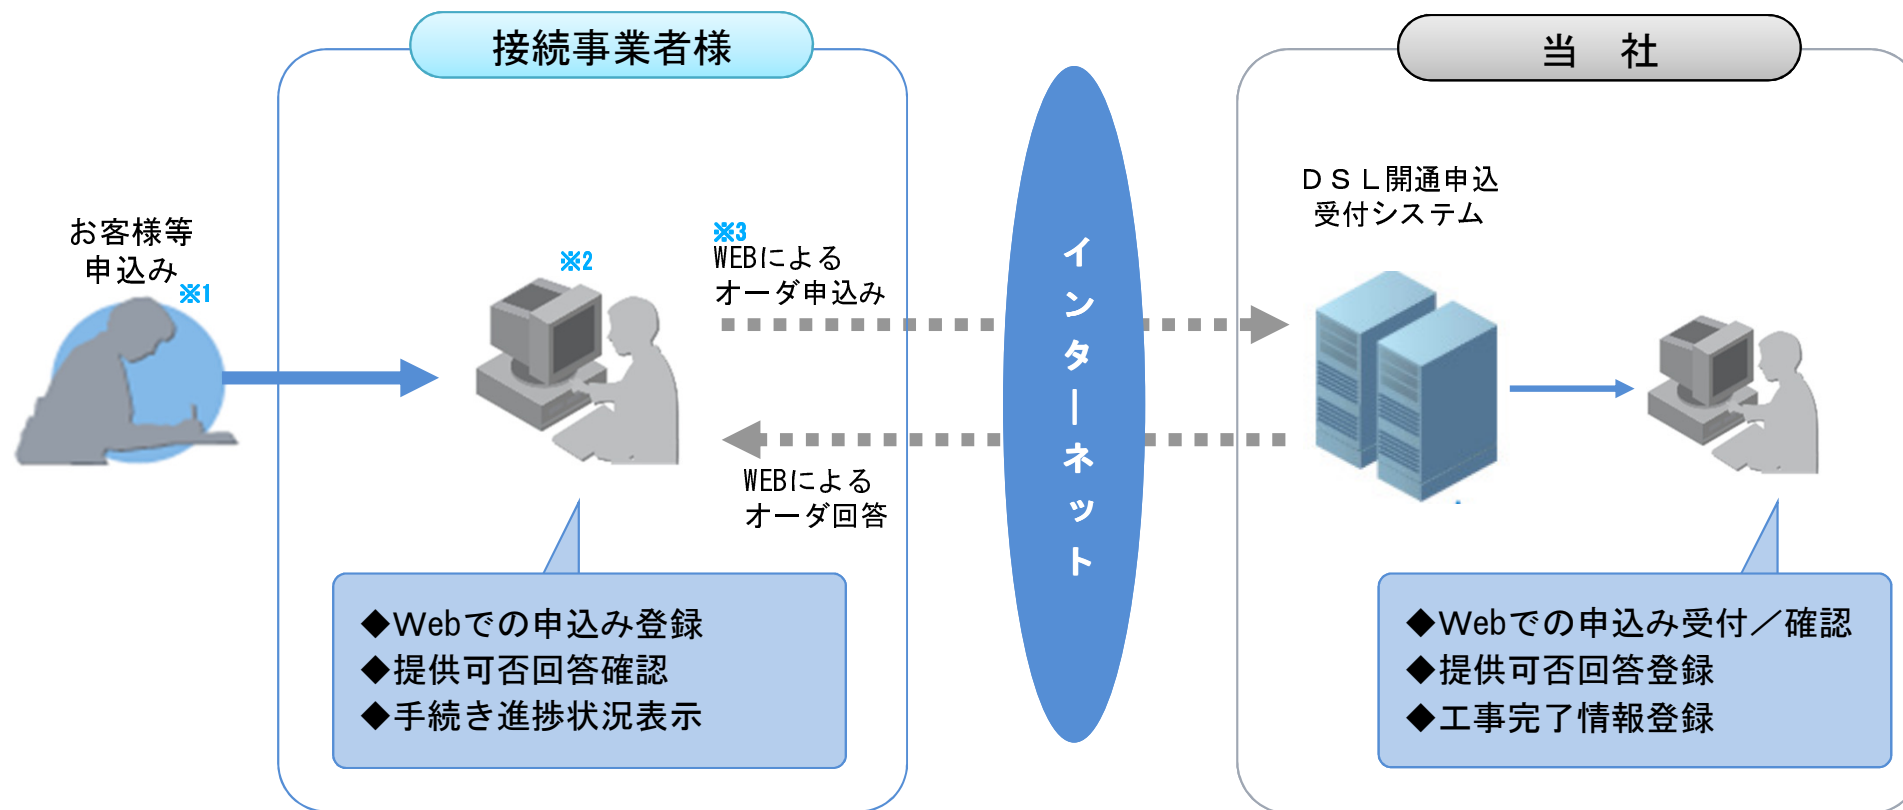 接続事業者様
当　社
お客様等
申込み
※1
※2
※3
WEBによる
オーダ申込み
WEBによる
オーダ回答
インターネット
ＤＳＬ開通申込
受付システム
◆Webでの申込み登録
◆提供可否回答確認
◆手続き進捗状況表示
◆Webでの申込み受付／確認
◆提供可否回答登録
◆工事完了情報登録